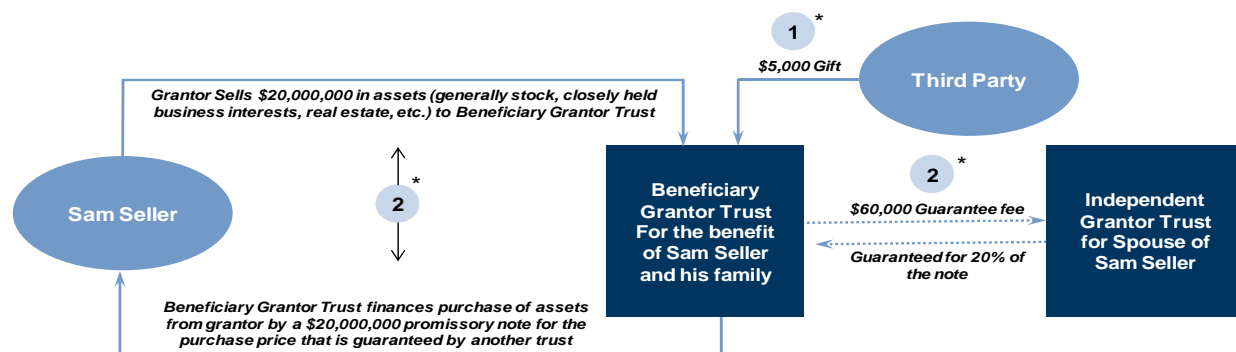 1 *
$5,000 Gift
Third Party
Grantor Sells $20,000,000 in assets (generally stock, closely held
business interests, real estate, etc.) to Beneficiary Grantor Trust
Sam Seller
2 *
Beneficiary
Grantor Trust
For the benefit
of Sam Seller
and his family
2 *
$60,000 Guarantee fee
Guaranteed for 20% of
the note
Independent
Grantor Trust
for Spouse of
Sam Seller
Beneficiary Grantor Trust finances purchase of assets
from grantor by a $20,000,000 promissory note for the
purchase price that is guaranteed by another trust